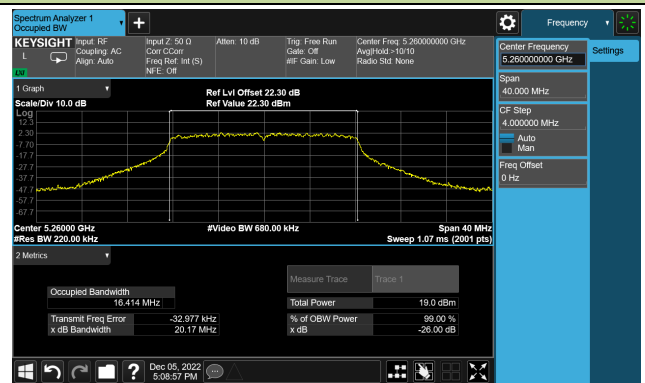 Spectrum Analyzer 1
Occupied BW
Frequency
KEYSIGHT
Input: RF
Coupling: AC
Align: Auto
Input Z: 50 Ω
Corr CCorr
Freq Ref: Int (S)
NFE: Off
Atten: 10 dB
Trig: Free Run
Gate: Off
#IF Gain: Low
Center Freq: 5.260000000 GHz
Avg|Hold:>10/10
Radio Std: None
L
Center Frequency
5.260000000 GHz
Settings
Span
40.000 MHz
CF Step
4.000000 MHz
Auto
Man
Freq Offset
0 Hz
1 Graph
Scale/Div 10.0 dB
Ref Lvl Offset 22.30 dB
Ref Value 22.30 dBm
Log
12.3
2.30
-7.70
-17.7
-27.7
-37.7
-47.7
-57.7
-67.7
Center 5.26000 GHz
#Video BW 680.00 kHz
Span 40 MHz
#Res BW 220.00 kHz
Sweep 1.07 ms (2001 pts)
2 Metrics
Measure Trace
Trace 1
Occupied Bandwidth
16.414 MHz
Total Power
19.0 dBm
Transmit Freq Error
-32.977 kHz
% of OBW Power
99.00 %
x dB Bandwidth
20.17 MHz
x dB
-26.00 dB
Dec 05, 2022
5:08:57 PM